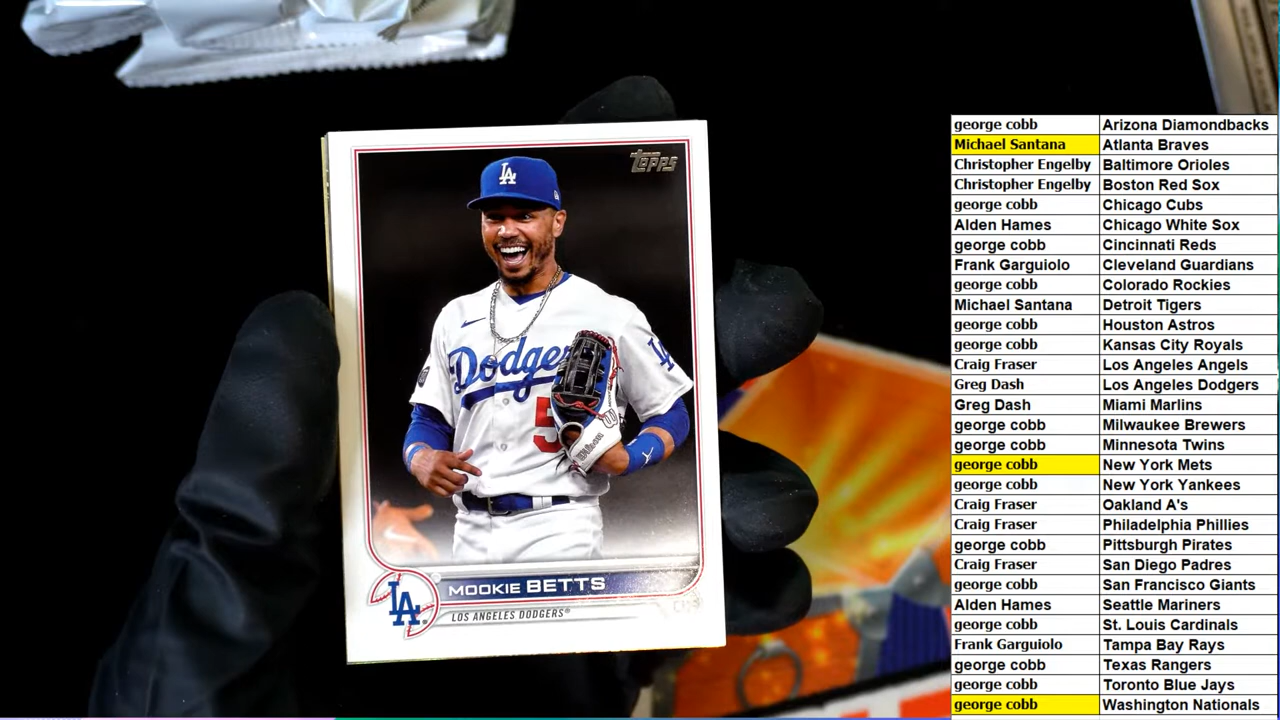 TOPPS
LA
Dodge
5
LA
Wilson
MOOKIE BETTS
LA
LOS ANGELES DODGERS®
george cobb Arizona Diamondbacks
Michael Santana Atlanta Braves
Christopher Engelby Baltimore Orioles
Christopher Engelby Boston Red Sox
george cobb Chicago Cubs
Alden Hames Chicago White Sox
george cobb Cincinnati Reds
Frank Garguiolo Cleveland Guardians
george cobb Colorado Rockies
Michael Santana Detroit Tigers
george cobb Houston Astros
george cobb Kansas City Royals
Craig Fraser Los Angeles Angels
Greg Dash Los Angeles Dodgers
Greg Dash Miami Marlins
george cobb Milwaukee Brewers
george cobb Minnesota Twins
george cobb New York Mets
george cobb New York Yankees
Craig Fraser Oakland A's
Craig Fraser Philadelphia Phillies
george cobb Pittsburgh Pirates
Craig Fraser San Diego Padres
george cobb San Francisco Giants
Alden Hames Seattle Mariners
george cobb St. Louis Cardinals
Frank Garguiolo Tampa Bay Rays
george cobb Texas Rangers
george cobb Toronto Blue Jays
george cobb Washington Nationals